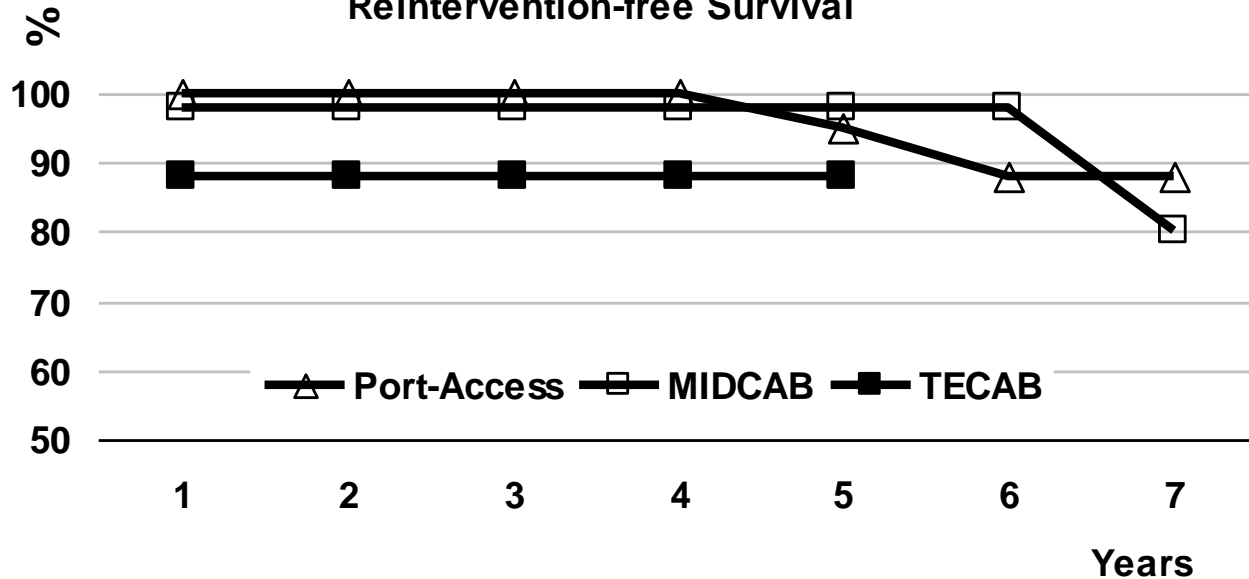 Reintervention-free Survival
%
100
90
80
70
60
50
Port-Access MIDCAB TECAB
1 2 3 4 5 6 7
Years